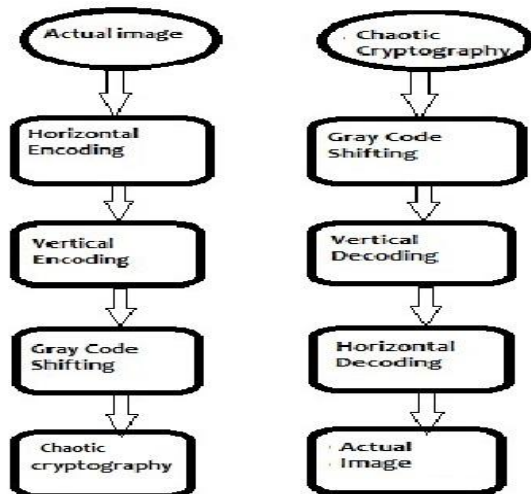 Actual image
Horizontal
Encoding
Vertical
Encoding
Gray Code
Shifting
Chaotic
cryptography
. Chaotic
Cryptography
Gray Code
Shifting
Vertical
Decoding
Horizontal
Decoding
Actual
Image